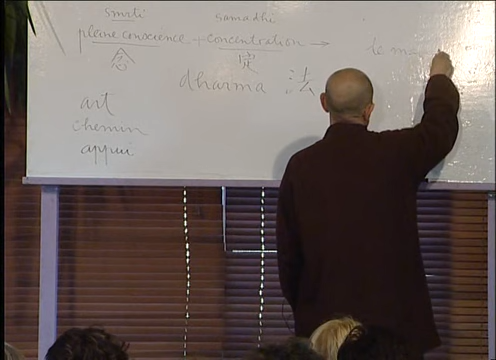 smrti samadhi
pleine conscience + concentration →
念 定
dharma 法
art
chemin
appui